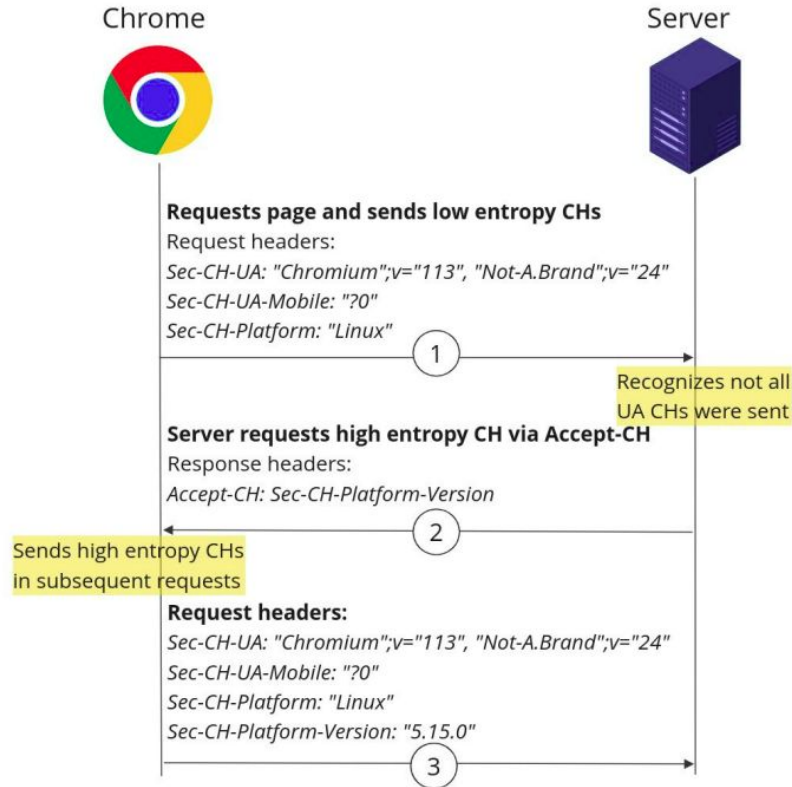 Chrome
Server
Requests page and sends low entropy CHs
Request headers:
Sec-CH-UA: "Chromium";v="113", "Not-A.Brand";v="24"
Sec-CH-UA-Mobile: "?0"
Sec-CH-Platform: "Linux"
1
Recognizes not all
UA CHs were sent
Server requests high entropy CH via Accept-CH
Response headers:
Accept-CH: Sec-CH-Platform-Version
2
Sends high entropy CHs
in subsequent requests
Request headers:
Sec-CH-UA: "Chromium";v="113", "Not-A.Brand";v="24"
Sec-CH-UA-Mobile: "?0"
Sec-CH-Platform: "Linux"
Sec-CH-Platform-Version: "5.15.0"
3